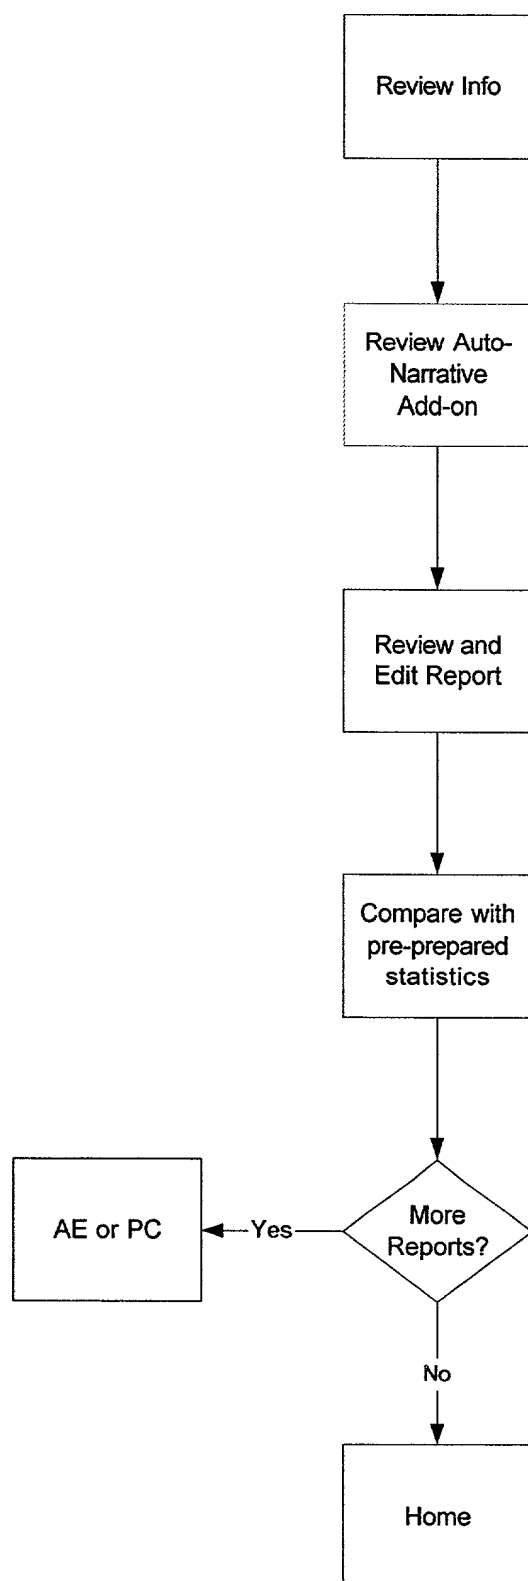 Review Info
Review Auto-
Narrative
Add-on
Review and
Edit Report
Compare with
pre-prepared
statistics
More
Reports?
Yes
AE or PC
No
Home